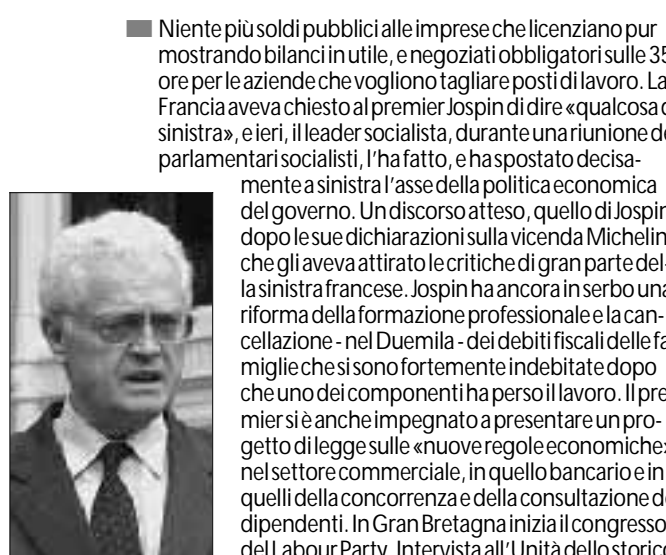 Niente più soldi pubblici alle imprese che licenziano pur
mostrando bilanci in utile, e negoziati obbligatori sulle 35
ore per le aziende che vogliono tagliare posti di lavoro. La
Francia aveva chiesto al premier Jospin di dire «qualcosa
sinistra», e ieri, il leader socialista, durante una riunione
parlamentari socialisti, l'ha fatto, e ha spostato decisa-
mente a sinistra l'asse della politica economica
del governo. Un discorso atteso, quello di Jospin
dopo le sue dichiarazioni sulla vicenda Michelin
che gli aveva attirato le critiche di gran parte del-
la sinistra francese. Jospin ha ancora in serbo una
riforma della formazione professionale e la can-
cellazione - nel Duemila - dei debiti fiscali delle fa
miglie che si sono fortemente indebitate dopo
che uno dei componenti ha perso il lavoro. Il pre
mier si è anche impegnato a presentare un pro-
getto di legge sulle «nuove regole economiche»
nel settore commerciale, in quello bancario e in
quelli della concorrenza e della consultazione
dipendenti. In Gran Bretagna inizia il congresso
del Labour Party. Intervista all'Unità dello storico